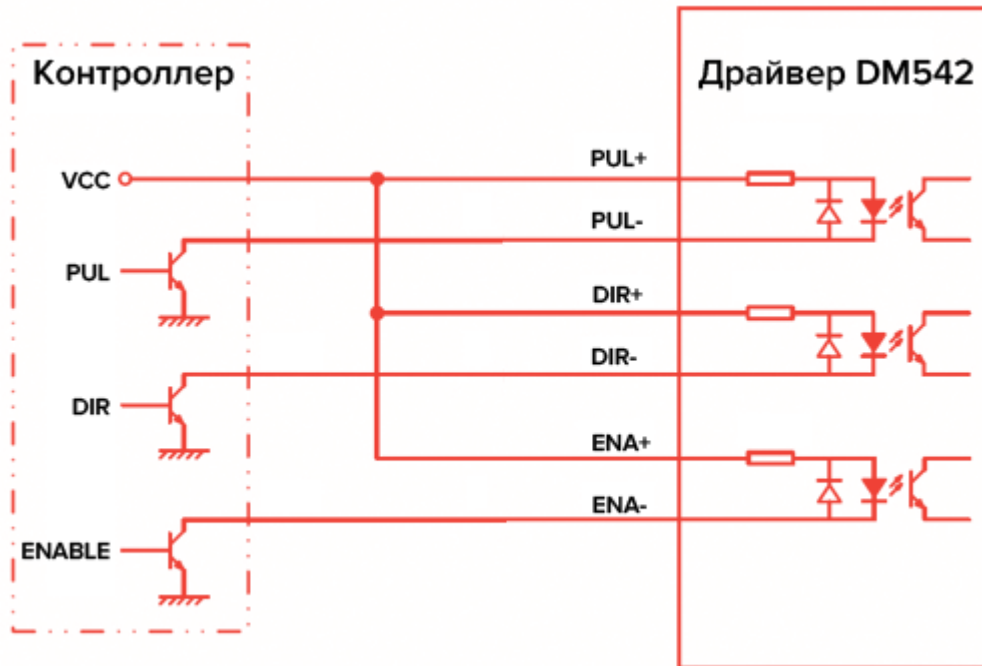 Контроллер
Драйвер DM542
VCC
PUL+
PUL-
PUL
DIR+
DIR-
DIR
ENA+
ENA-
ENABLE